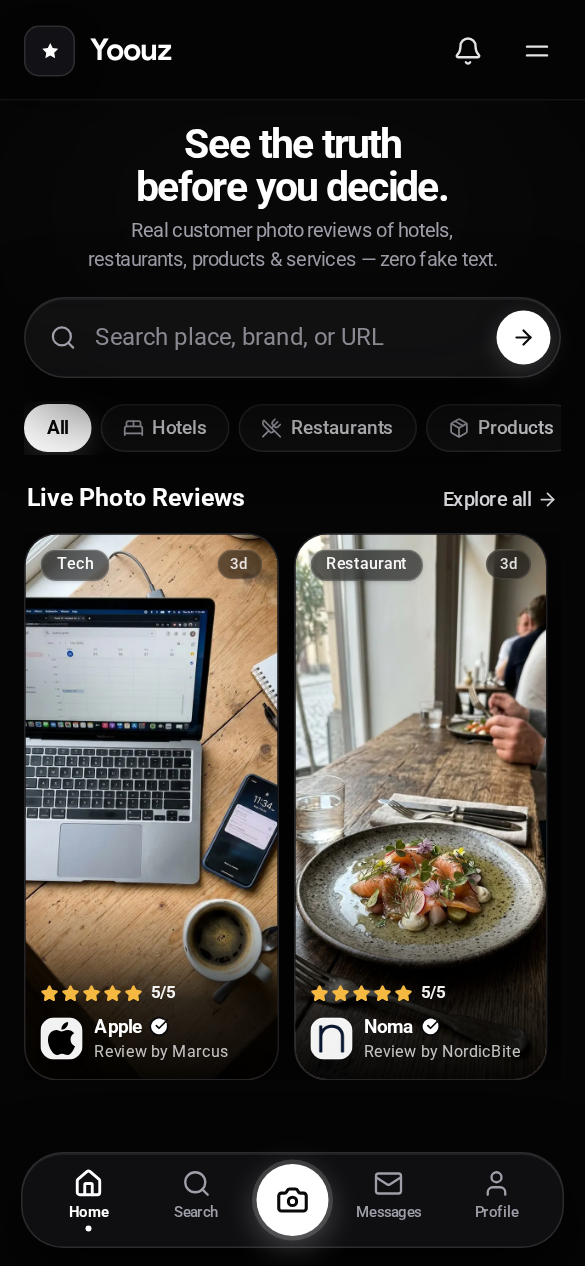 Yoouz
See the truth
before you decide.
Real customer photo reviews of hotels,
restaurants, products & services — zero fake text.
Search place, brand, or URL
All
Hotels
Restaurants
Products
Live Photo Reviews
Explore all →
Tech
3d
Restaurant
3d
11:34
5/5
5/5
Apple
n
Noma
Review by Marcus
Review by NordicBite
Home
Search
Messages
Profile